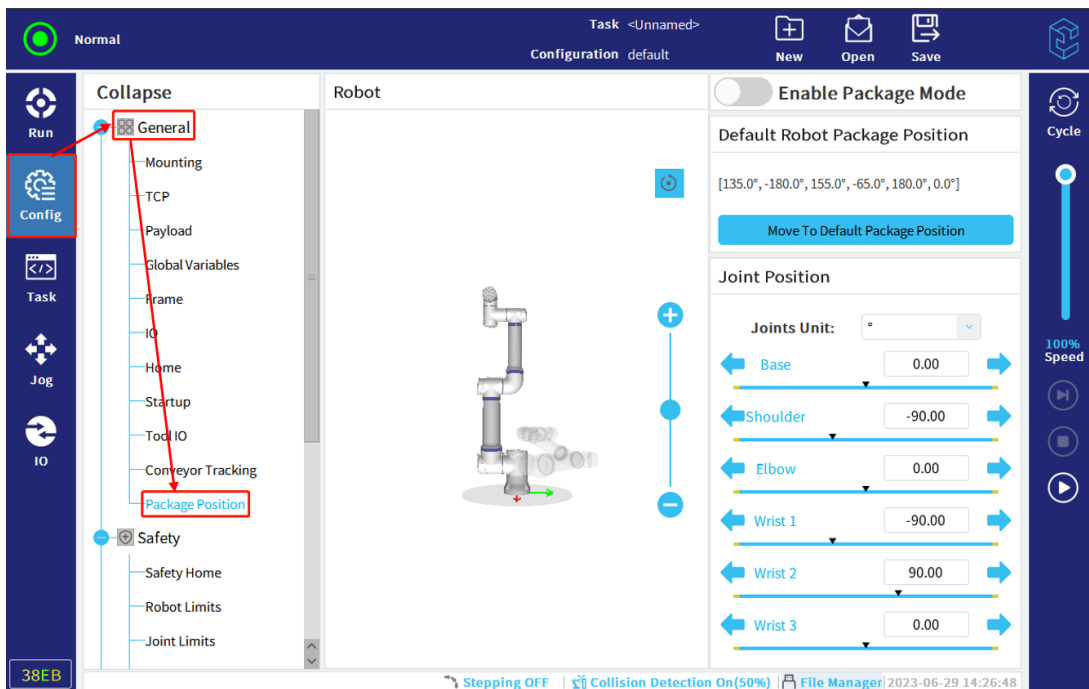 Normal
Task <Unnamed>
Configuration default
New
Open
Save
Run
Config
Task
Jog
IO
38EB
Collapse
General
Mounting
TCP
Payload
Global Variables
Frame
IO
Home
Startup
Tool IO
Conveyor Tracking
Package Position
Safety
Safety Home
Robot Limits
Joint Limits
Robot
Enable Package Mode
Default Robot Package Position
[135.0°, -180.0°, 155.0°, -65.0°, 180.0°, 0.0°]
Move To Default Package Position
Joint Position
Joints Unit: °
Base 0.00
Shoulder -90.00
Elbow 0.00
Wrist 1 -90.00
Wrist 2 90.00
Wrist 3 0.00
Cycle
100%
Speed
Stepping OFF Collision Detection On(50%) File Manager 2023-06-29 14:26:48